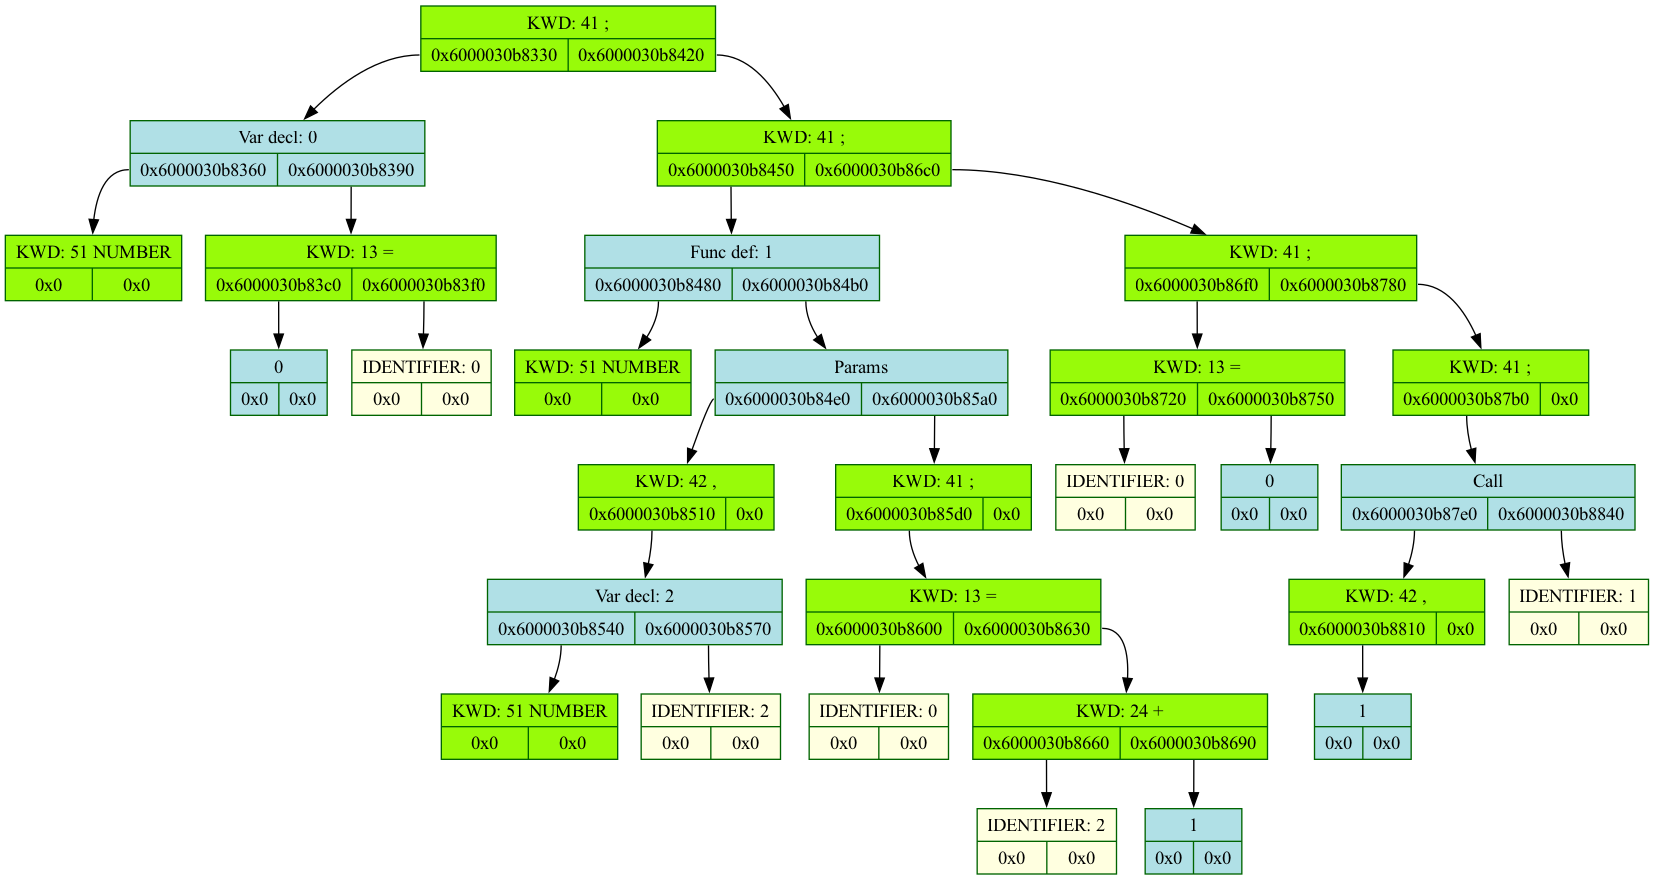 KWD: 41 ;
0x6000030b8330 0x6000030b8420
Var decl: 0 KWD: 41 ;
0x6000030b8360 0x6000030b8390 0x6000030b8450 0x6000030b86c0
KWD: 51 NUMBER KWD: 13 = Func def: 1 KWD: 41 ;
0x0 0x0 0x6000030b83c0 0x6000030b83f0 0x6000030b8480 0x6000030b84b0 0x6000030b86f0 0x6000030b8780
0 IDENTIFIER: 0 KWD: 51 NUMBER Params KWD: 13 = KWD: 41 ;
0x0 0x0 0x0 0x0 0x0 0x0 0x6000030b84e0 0x6000030b85a0 0x6000030b8720 0x6000030b8750 0x6000030b87b0 0x0
KWD: 42 , KWD: 41 ; IDENTIFIER: 0 0 Call
0x6000030b8510 0x0 0x6000030b85d0 0x0 0x0 0x0 0x0 0x0 0x6000030b87e0 0x6000030b8840
Var decl: 2 KWD: 13 = KWD: 42 , IDENTIFIER: 1
0x6000030b8540 0x6000030b8570 0x6000030b8600 0x6000030b8630 0x6000030b8810 0x0 0x0 0x0
KWD: 51 NUMBER IDENTIFIER: 2 IDENTIFIER: 0 KWD: 24 + 1
0x0 0x0 0x0 0x0 0x0 0x0 0x6000030b8660 0x6000030b8690 0x0 0x0
IDENTIFIER: 2 1
0x0 0x0 0x0 0x0